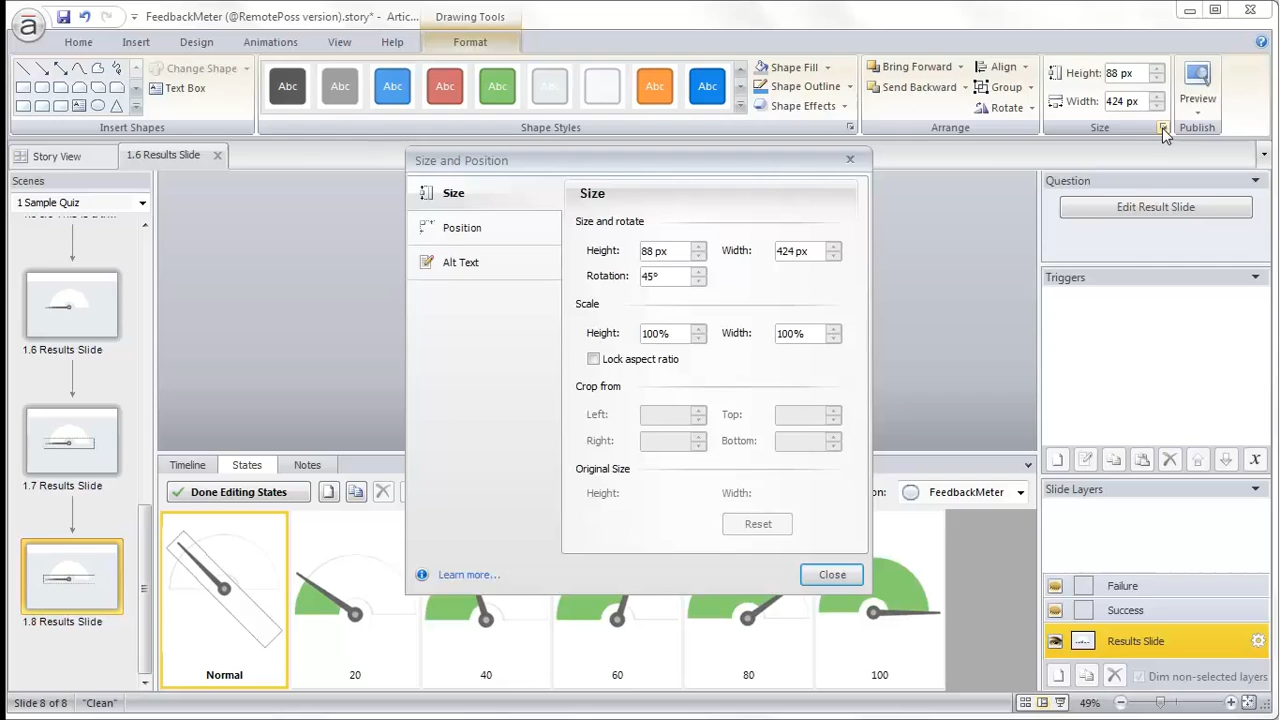 FeedbackMeter (@RemotePoss version).story* - Artic...
Drawing Tools
Home
Insert
Design
Animations
View
Help
Format
Change Shape
Text Box
Insert Shapes
Abc
Abc
Abc
Abc
Abc
Abc
Abc
Abc
Abc
Shape Fill
Shape Outline
Shape Effects
Shape Styles
Bring Forward
Send Backward
Align
Group
Rotate
Arrange
Height: 88 px
Width: 424 px
Size
Preview
Publish
Story View
1.6 Results Slide
Scenes
1 Sample Quiz
1.6 Results Slide
1.7 Results Slide
1.8 Results Slide
Size and Position
Size
Position
Alt Text
Size
Size and rotate
Height: 88 px Width: 424 px
Rotation: 45°
Scale
Height: 100% Width: 100%
Lock aspect ratio
Crop from
Left: Top:
Right: Bottom:
Original Size
Height: Width:
Reset
Learn more...
Close
Question
Edit Result Slide
Triggers
Timeline
States
Notes
Done Editing States
on: FeedbackMeter
Normal
20
40
60
80
100
Slide Layers
Failure
Success
Results Slide
Dim non-selected layers
Slide 8 of 8
"Clean"
49%